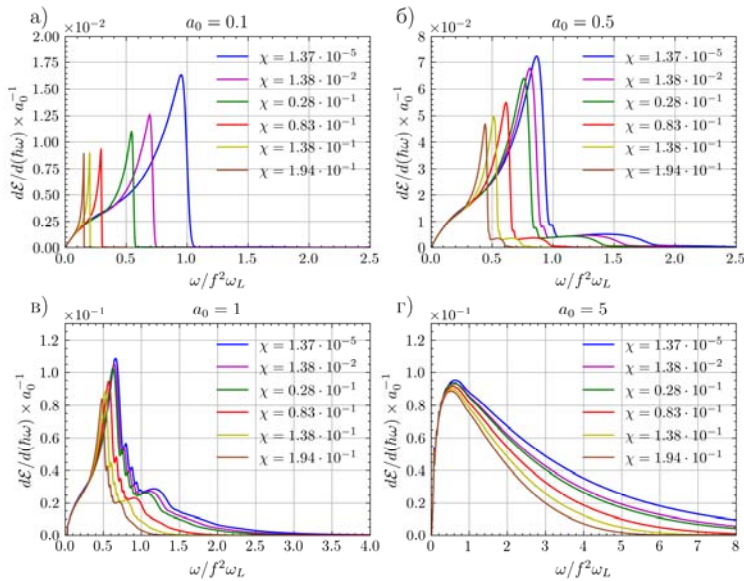 а) a₀ = 0.1
×10⁻²
2.00
1.75
1.50
1.25
1.00
0.75
0.50
0.25
0.00
dℰ/d(ħω) × a₀⁻¹
χ = 1.37 · 10⁻⁵
χ = 1.38 · 10⁻²
χ = 0.28 · 10⁻¹
χ = 0.83 · 10⁻¹
χ = 1.38 · 10⁻¹
χ = 1.94 · 10⁻¹
0.0 0.5 1.0 1.5 2.0 2.5
ω/f²ω_L
б) a₀ = 0.5
×10⁻²
8
7
6
5
4
3
2
1
0
dℰ/d(ħω) × a₀⁻¹
χ = 1.37 · 10⁻⁵
χ = 1.38 · 10⁻²
χ = 0.28 · 10⁻¹
χ = 0.83 · 10⁻¹
χ = 1.38 · 10⁻¹
χ = 1.94 · 10⁻¹
0.0 0.5 1.0 1.5 2.0 2.5
ω/f²ω_L
в) a₀ = 1
×10⁻¹
1.2
1.0
0.8
0.6
0.4
0.2
0.0
dℰ/d(ħω) × a₀⁻¹
χ = 1.37 · 10⁻⁵
χ = 1.38 · 10⁻²
χ = 0.28 · 10⁻¹
χ = 0.83 · 10⁻¹
χ = 1.38 · 10⁻¹
χ = 1.94 · 10⁻¹
0.0 0.5 1.0 1.5 2.0 2.5 3.0 3.5 4.0
ω/f²ω_L
г) a₀ = 5
×10⁻¹
1.2
1.0
0.8
0.6
0.4
0.2
0.0
dℰ/d(ħω) × a₀⁻¹
χ = 1.37 · 10⁻⁵
χ = 1.38 · 10⁻²
χ = 0.28 · 10⁻¹
χ = 0.83 · 10⁻¹
χ = 1.38 · 10⁻¹
χ = 1.94 · 10⁻¹
0 1 2 3 4 5 6 7 8
ω/f²ω_L